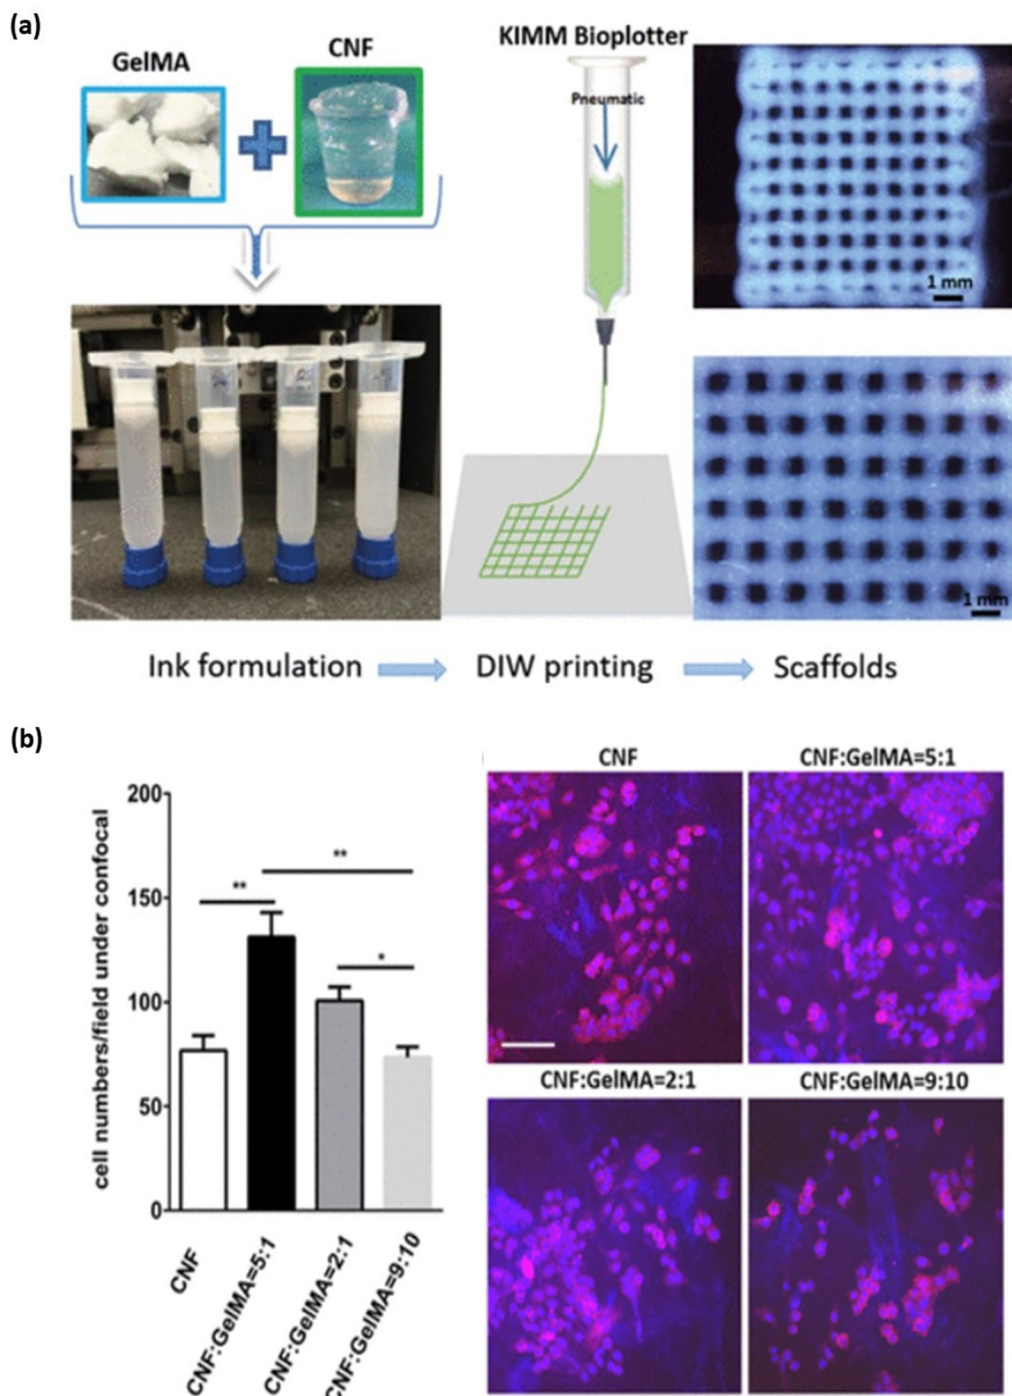 (a)
GelMA
CNF
KIMM Bioplotter
Pneumatic
1 mm
1 mm
Ink formulation
DIW printing
Scaffolds
(b)
cell numbers/field under confocal
200
150
100
50
0
**
**
*
CNF
CNF:GelMA=5:1
CNF:GelMA=2:1
CNF:GelMA=9:10
CNF
CNF:GelMA=5:1
CNF:GelMA=2:1
CNF:GelMA=9:10